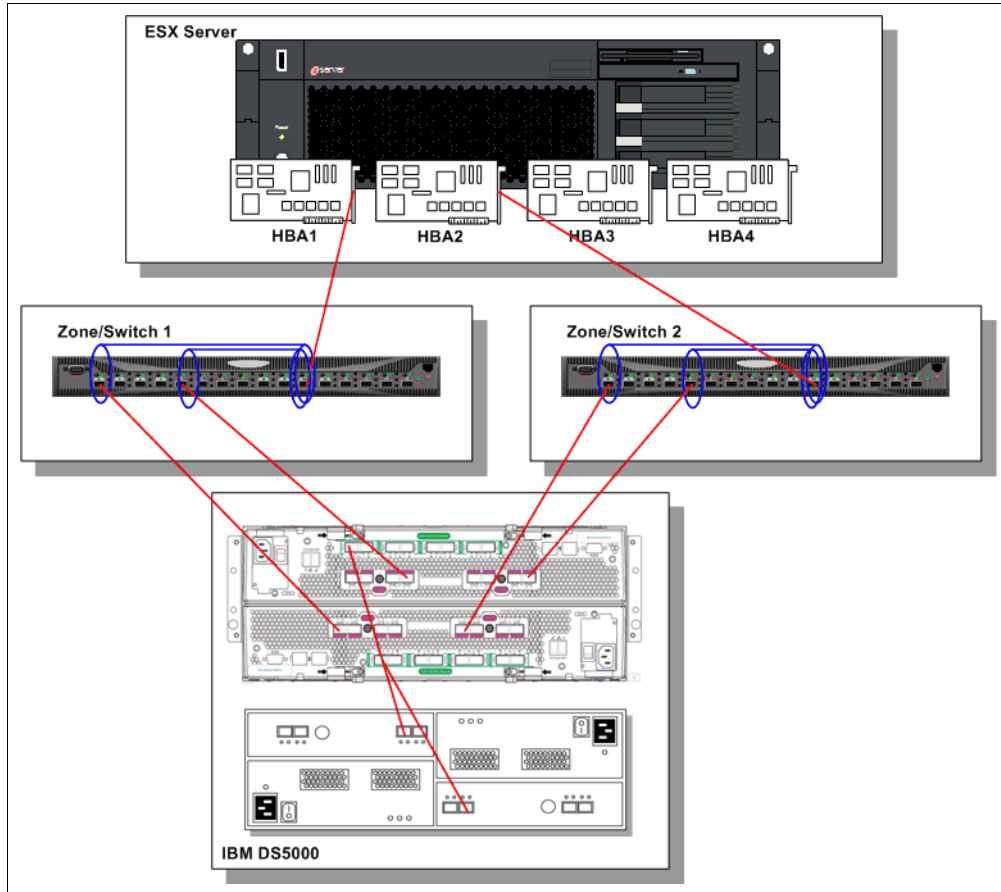 ESX Server
HBA1
HBA2
HBA3
HBA4
Zone/Switch 1
Zone/Switch 2
IBM DS5000